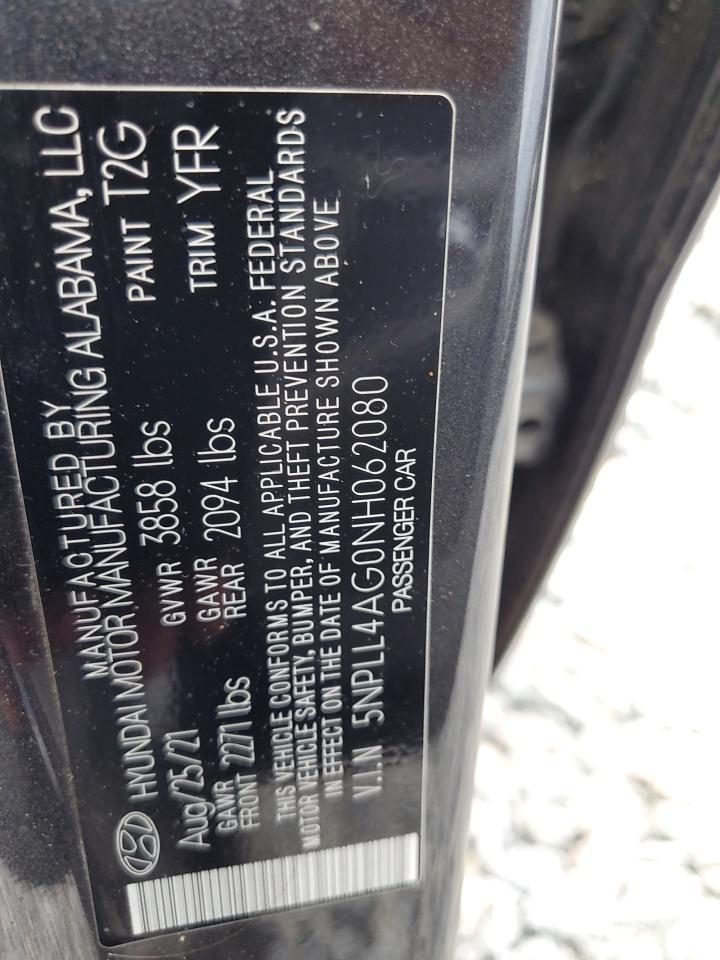 MANUFACTURED BY
HYUNDAI MOTOR MANUFACTURING ALABAMA, LLC
Aug/25/21 GVWR 3858 lbs PAINT T2G
GAWR FRONT 2271 lbs GAWR REAR 2094 lbs TRIM YFR
THIS VEHICLE CONFORMS TO ALL APPLICABLE U.S.A. FEDERAL
MOTOR VEHICLE SAFETY, BUMPER, AND THEFT PREVENTION STANDARDS
IN EFFECT ON THE DATE OF MANUFACTURE SHOWN ABOVE
V.I.N 5NPLL4AG0NH062080
PASSENGER CAR